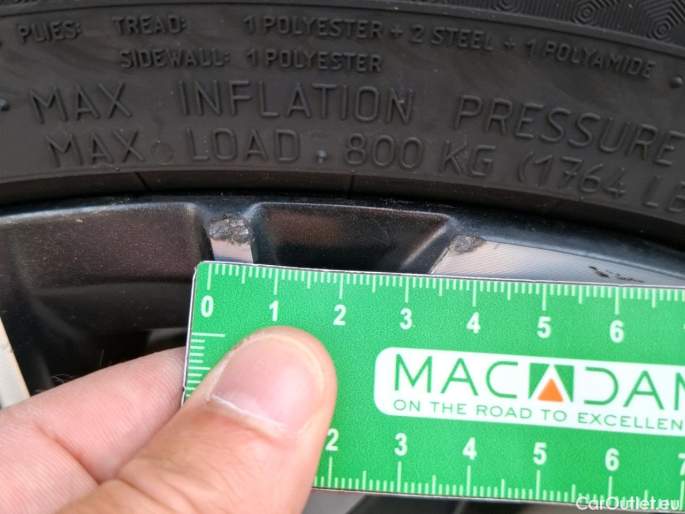 PLIES: TREAD: 1 POLYESTER + 2 STEEL + 1 POLYAMIDE
SIDEWALL: 1 POLYESTER
MAX INFLATION PRESSURE
MAX. LOAD 800 KG (1764 LB
0 1 2 3 4 5 6
MACADAM
ON THE ROAD TO EXCELLEN
2 3 4 5 6 7
CarOutlet.eu